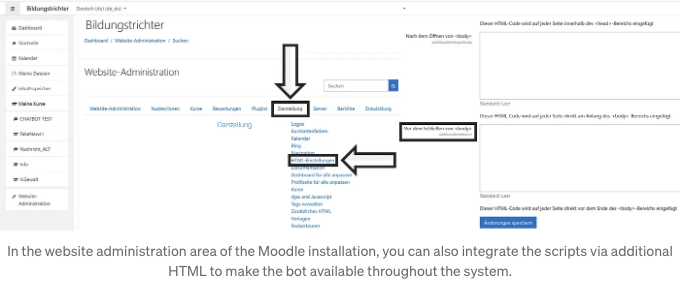 Bildungstrichter
Deutsch (du) (de_du)
Dashboard
Startseite
Kalender
Meine Dateien
Inhaltsspeicher
Meine Kurse
CHATBOT TEST
FakeNews I
Nachricht_ALT
Info
Website-
Administration
Bildungstrichter
Dashboard / Website-Administration / Suchen
Website-Administration
Suchen
Website-Administration
Nutzer/innen
Kurse
Bewertungen
Plugins
Darstellung
Server
Berichte
Entwicklung
Darstellung
Logos
Kursfarben
Kalender
Blog
Navigation
HTML-Einstellungen
Dashboard für alle anpassen
Profilseite für alle anpassen
Kurse
Ajax and Javascript
Tags verwalten
Zusätzliches HTML
Vorlagen
Nutzertouren
Dieser HTML-Code wird auf jeder Seite innerhalb des <head>-Bereichs eingefügt
Nach dem Öffnen von <body>
Standard: Leer
Dieser HTML-Code wird auf jeder Seite direkt am Anfang des <body>-Bereichs eingefügt
Vor dem Schließen von <body>
Standard: Leer
Dieser HTML-Code wird auf jeder Seite direkt vor dem Ende des <body>-Bereichs eingefügt
Änderungen speichern
In the website administration area of the Moodle installation, you can also integrate the scripts via additional
HTML to make the bot available throughout the system.